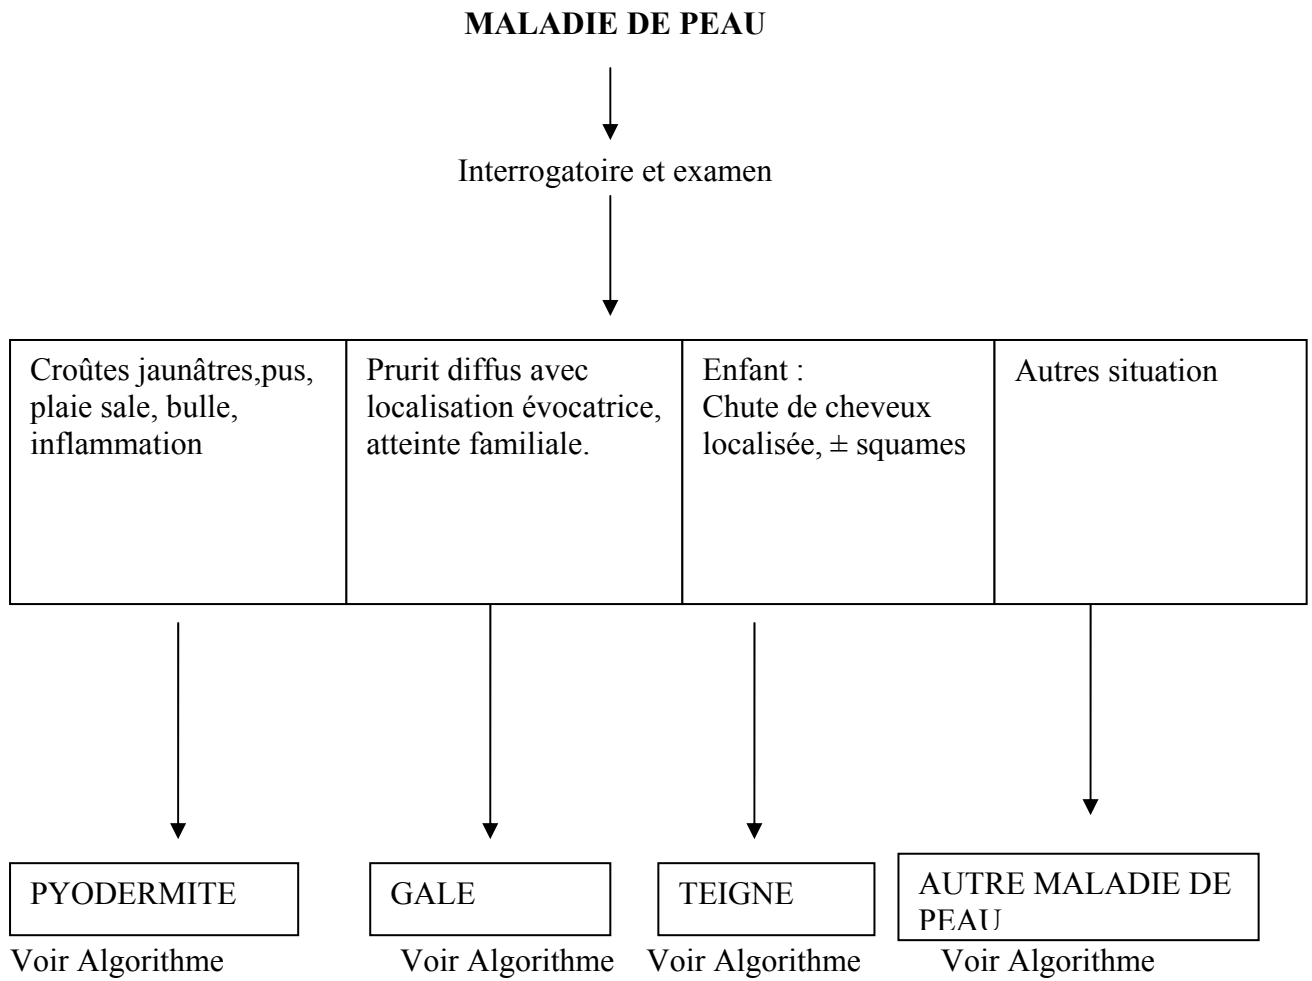 MALADIE DE PEAU
Interrogatoire et examen
Croûtes jaunâtres,pus,
plaie sale, bulle,
inflammation
Prurit diffus avec
localisation évocatrice,
atteinte familiale.
Enfant :
Chute de cheveux
localisée, ± squames
Autres situation
PYODERMITE
GALE
TEIGNE
AUTRE MALADIE DE
PEAU
Voir Algorithme
Voir Algorithme
Voir Algorithme
Voir Algorithme